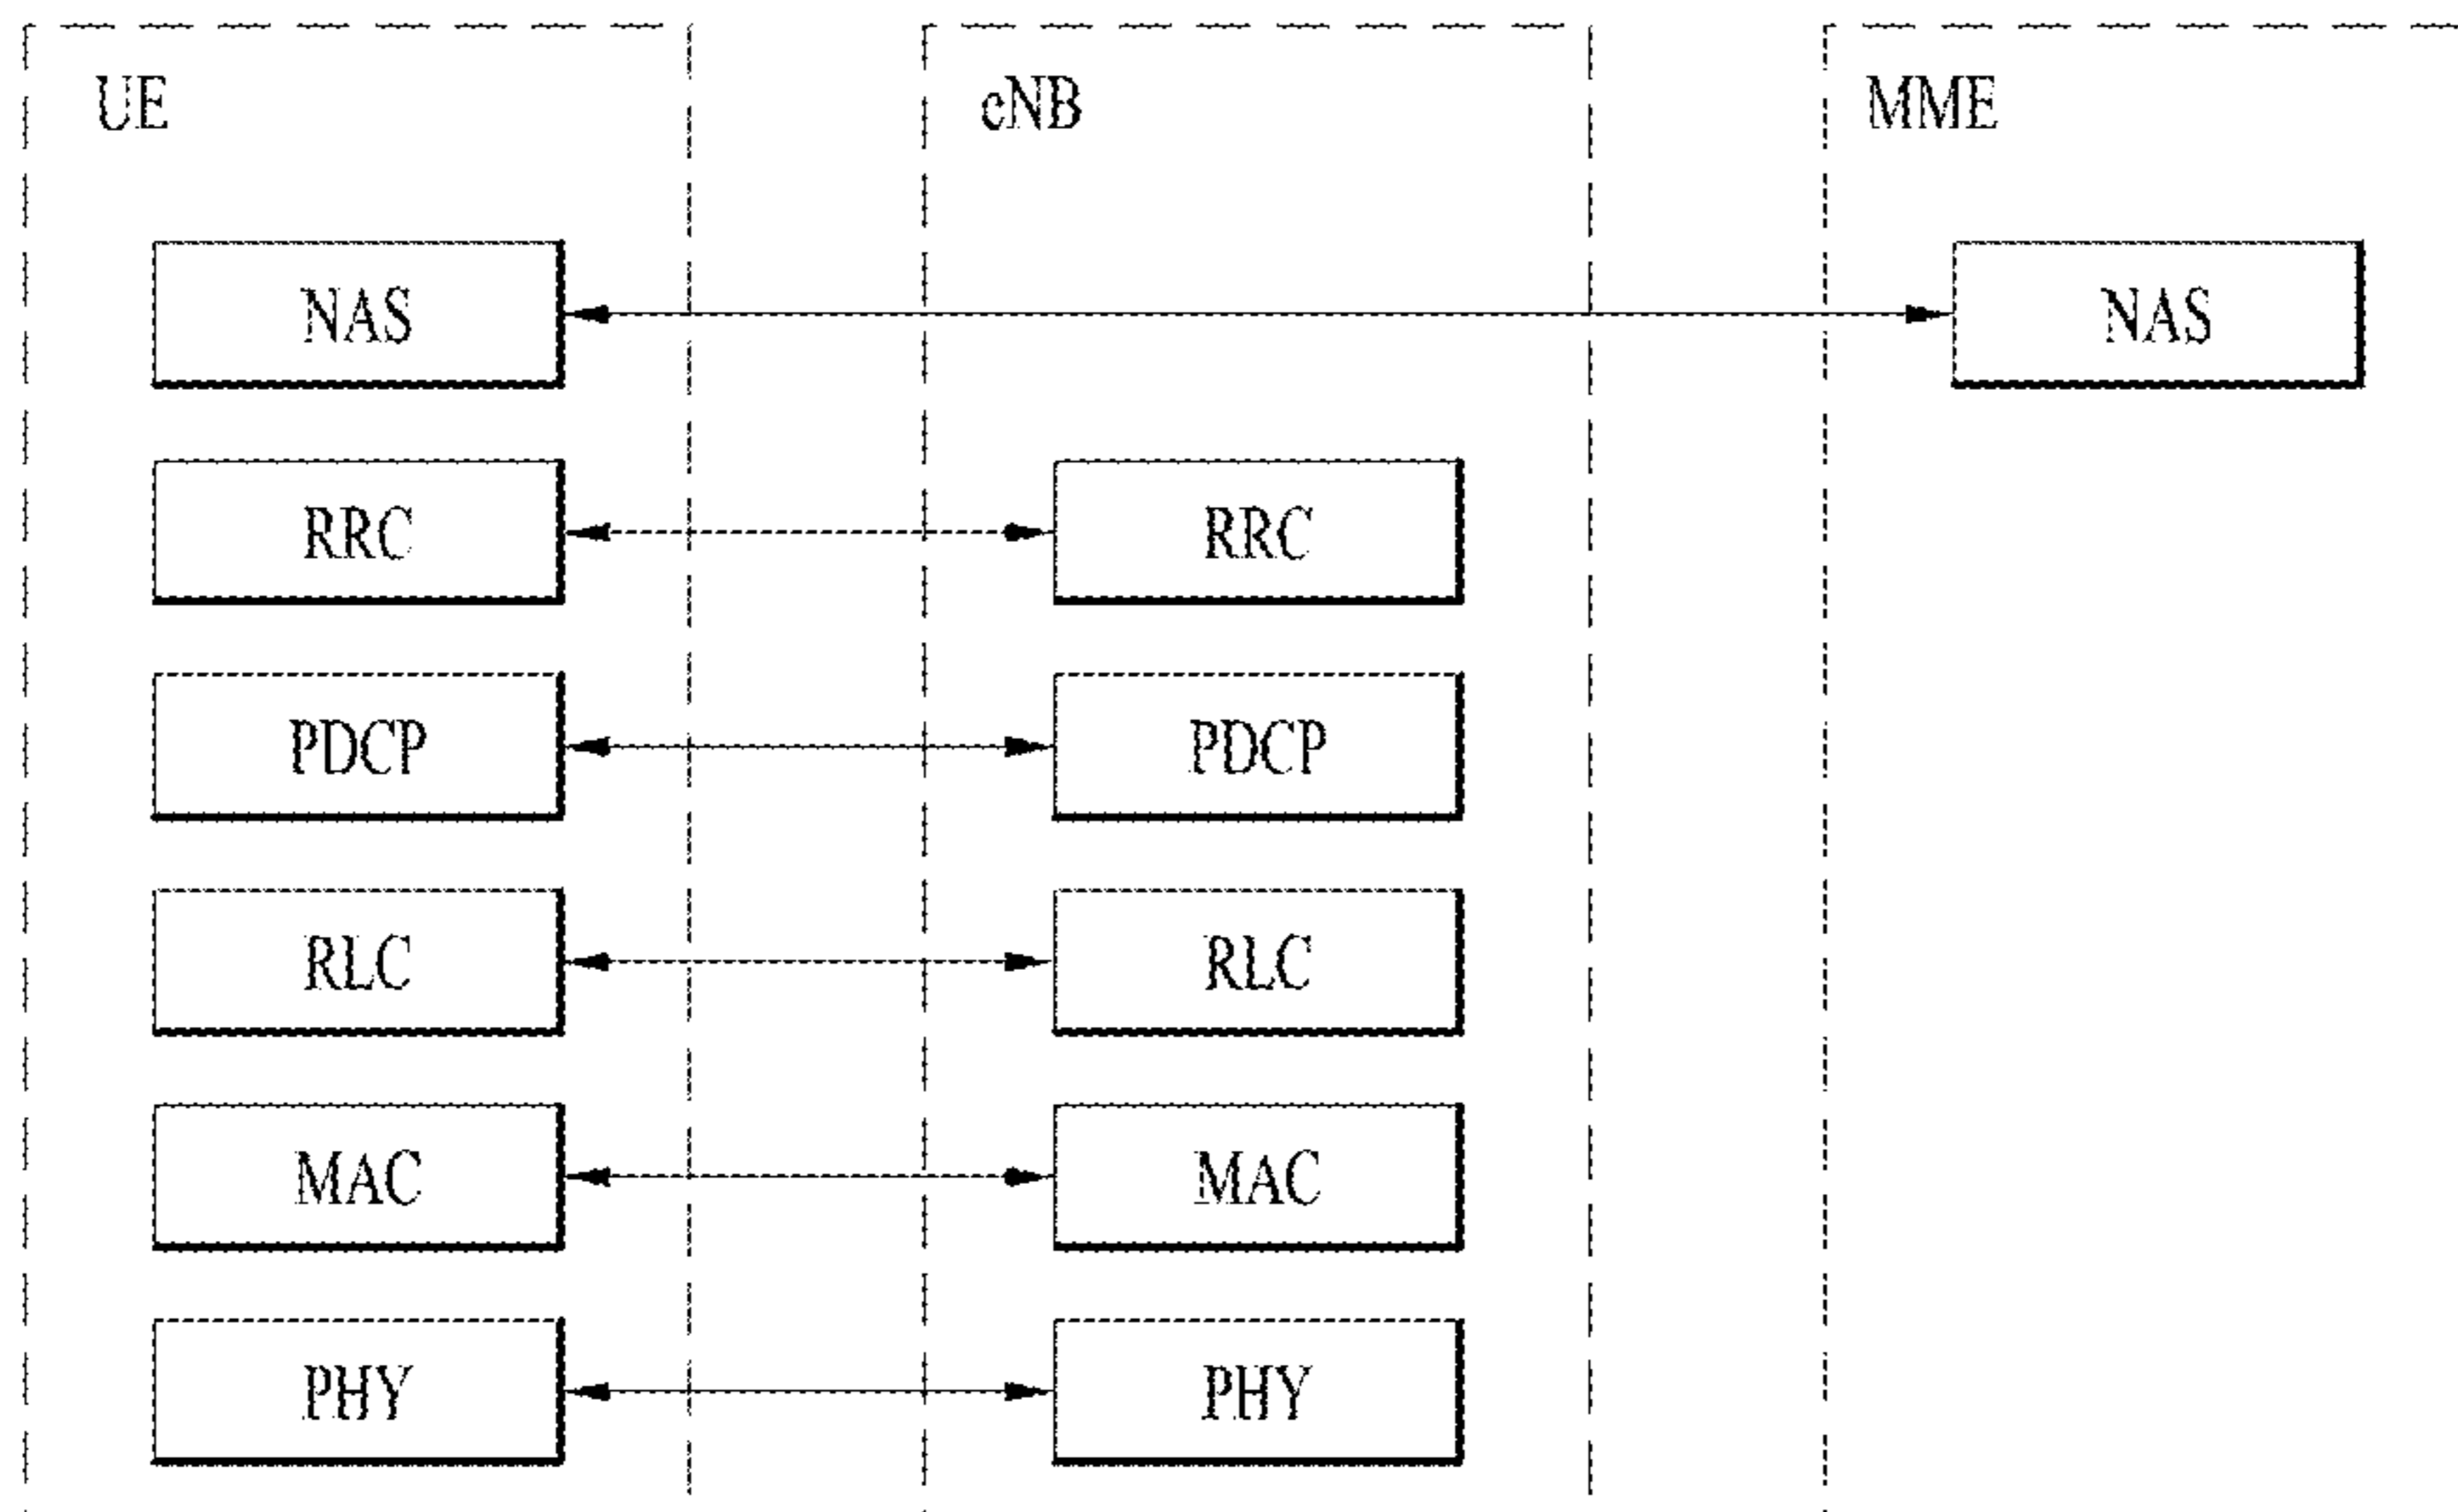 UE eNB MME
NAS NAS
RRC RRC
PDCP PDCP
RLC RLC
MAC MAC
PHY PHY